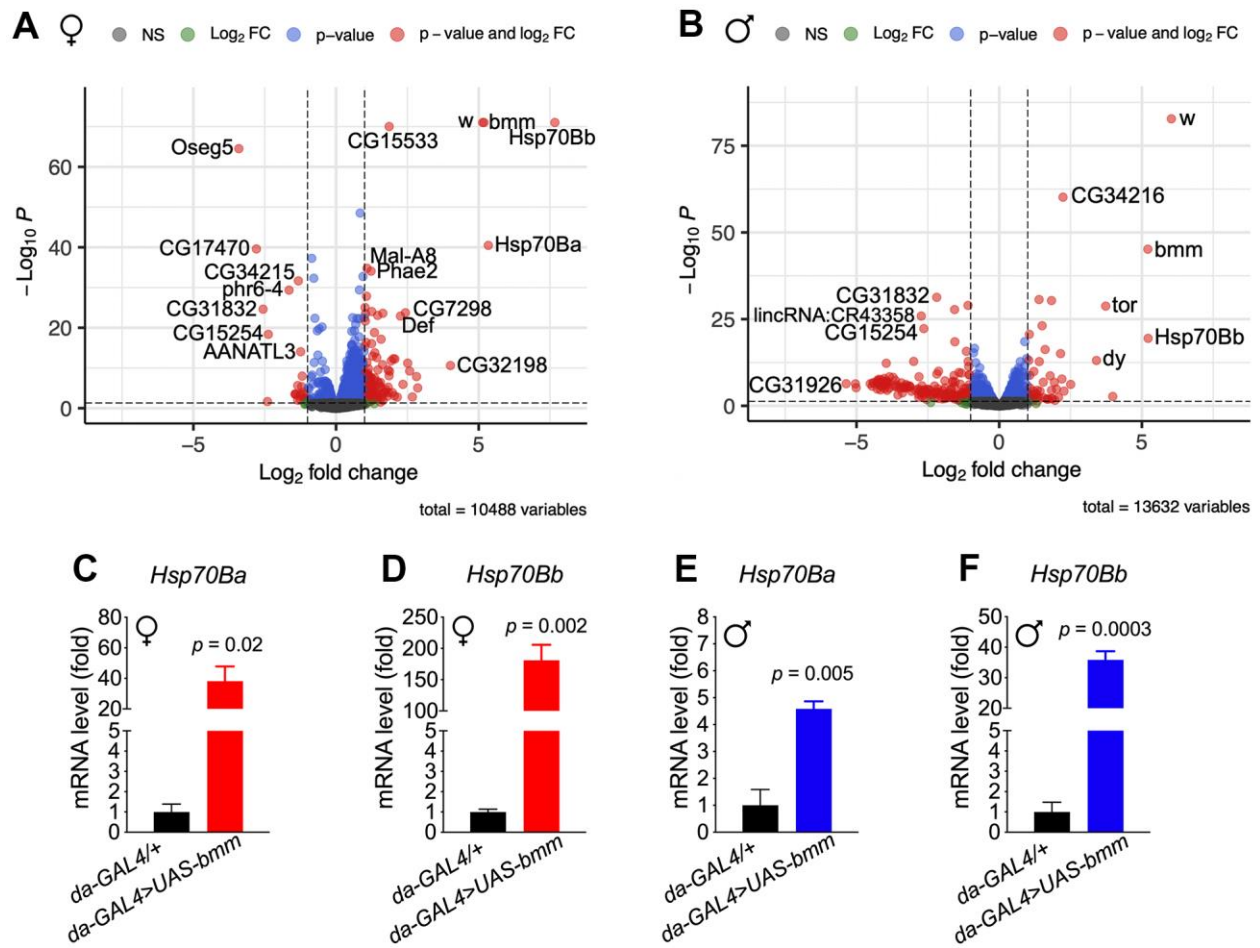 A ♀ NS Log2 FC p−value p − value and log2 FC
−Log10 P
60
40
20
0
−5 0 5
Log2 fold change
total = 10488 variables
Oseg5
w bmm
CG15533
Hsp70Bb
CG17470
Hsp70Ba
CG34215
Mal-A8
phr6-4
Phae2
CG31832
CG7298
CG15254
Def
AANATL3
CG32198
B ♂ NS Log2 FC p−value p − value and log2 FC
−Log10 P
75
50
25
0
−5 0 5
Log2 fold change
total = 13632 variables
w
CG34216
bmm
CG31832
lincRNA:CR43358
tor
CG15254
Hsp70Bb
dy
CG31926
C Hsp70Ba
♀
p = 0.02
mRNA level (fold)
80
60
40
20
5
4
3
2
1
0
da-GAL4/+
da-GAL4>UAS-bmm
D Hsp70Bb
♀
p = 0.002
mRNA level (fold)
250
200
150
100
5
4
3
2
1
0
da-GAL4/+
da-GAL4>UAS-bmm
E Hsp70Ba
♂
p = 0.005
mRNA level (fold)
8
7
6
5
4
3
2
1
0
da-GAL4/+
da-GAL4>UAS-bmm
F Hsp70Bb
♂
p = 0.0003
mRNA level (fold)
50
40
30
20
5
4
3
2
1
0
da-GAL4/+
da-GAL4>UAS-bmm